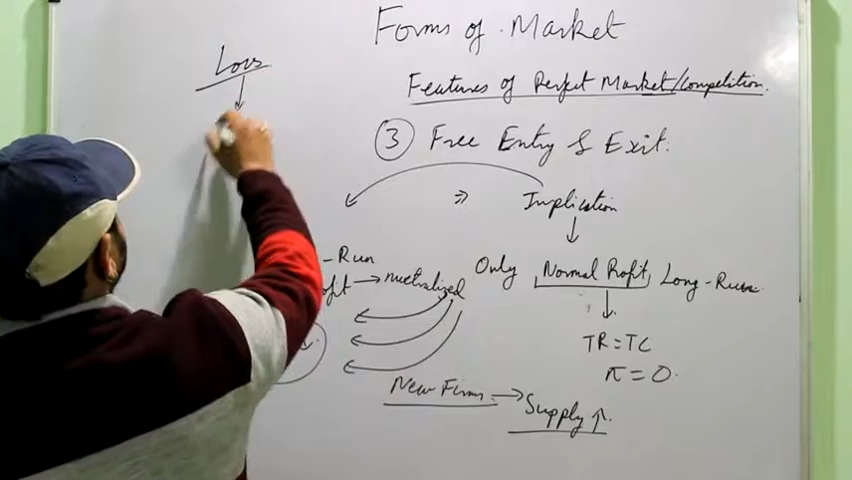 Forms of Market
Loss
Features of Perfect Market/Competition.
3 Free Entry & Exit.
⇒ Implication
-Run
→ nuetralized
Only Normal Profit, Long-Run
TR=TC
π=0.
New Firms → Supply ↑.